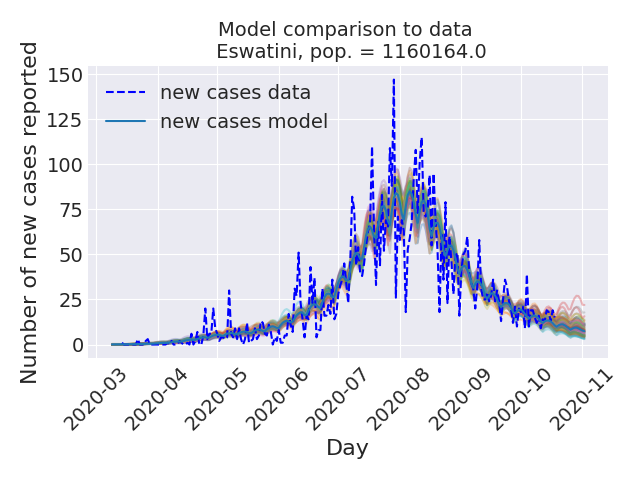 Model comparison to data
Eswatini, pop. = 1160164.0
Number of new cases reported
150
125
100
75
50
25
0
new cases data
new cases model
2020-03
2020-04
2020-05
2020-06
2020-07
2020-08
2020-09
2020-10
2020-11
Day